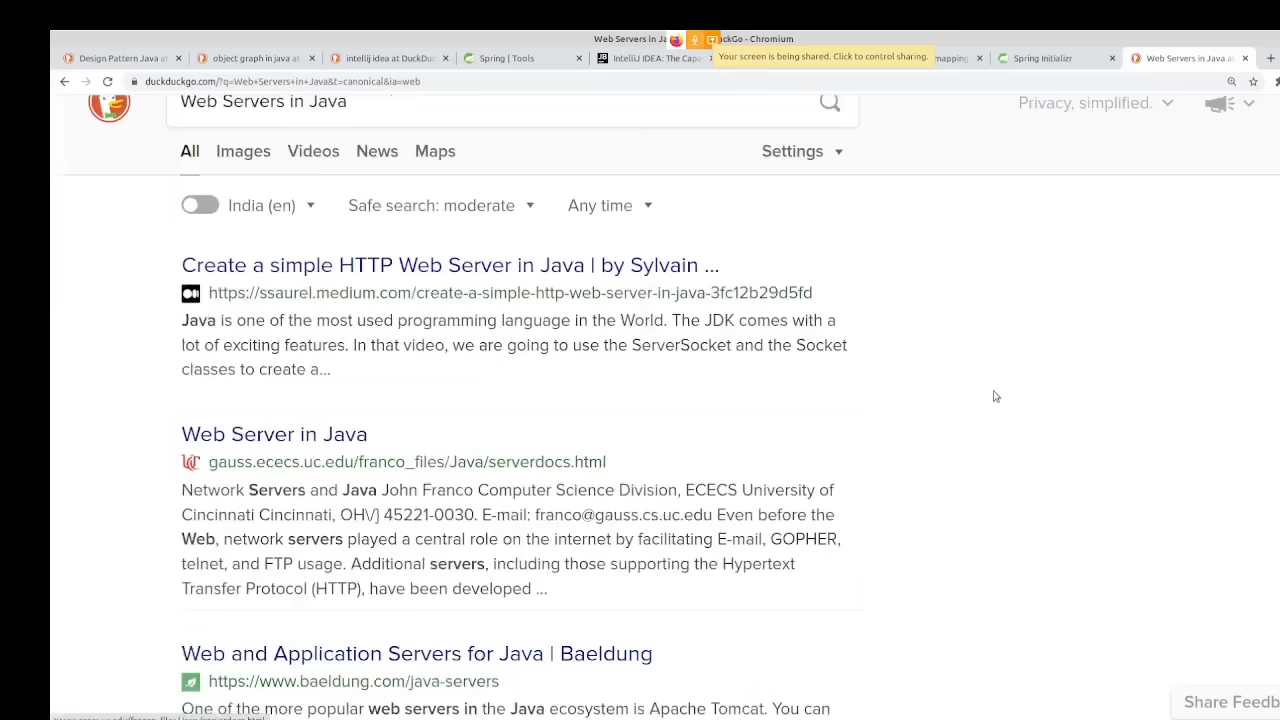 Web Servers in Ja
uckGo - Chromium
Design Pattern Java a
object graph in java at
intellij idea at DuckDuc
Spring | Tools
IntelliJ IDEA: The Cap
Your screen is being shared. Click to control sharing.
mapping
Spring Initializr
Web Servers in Java a
duckduckgo.com/?q=Web+Servers+in+Java&t=canonical&ia=web
Web Servers in Java
Privacy, simplified.
All Images Videos News Maps Settings
India (en) Safe search: moderate Any time
Create a simple HTTP Web Server in Java | by Sylvain ...
https://ssaurel.medium.com/create-a-simple-http-web-server-in-java-3fc12b29d5fd
Java is one of the most used programming language in the World. The JDK comes with a
lot of exciting features. In that video, we are going to use the ServerSocket and the Socket
classes to create a...
Web Server in Java
gauss.ececs.uc.edu/franco_files/Java/serverdocs.html
Network Servers and Java John Franco Computer Science Division, ECECS University of
Cincinnati Cincinnati, OH\/} 45221-0030. E-mail: franco@gauss.cs.uc.edu Even before the
Web, network servers played a central role on the internet by facilitating E-mail, GOPHER,
telnet, and FTP usage. Additional servers, including those supporting the Hypertext
Transfer Protocol (HTTP), have been developed ...
Web and Application Servers for Java | Baeldung
https://www.baeldung.com/java-servers
One of the more popular web servers in the Java ecosystem is Apache Tomcat. You can
Share Feedb